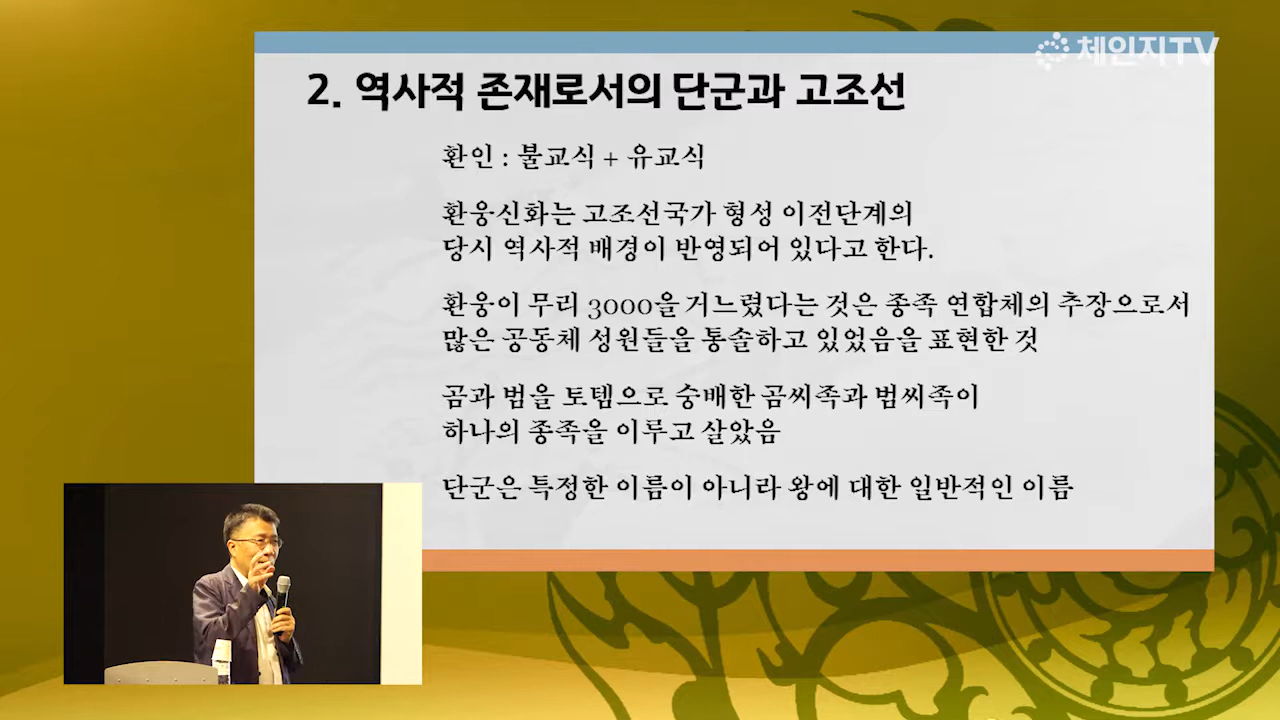 체인지TV
2. 역사적 존재로서의 단군과 고조선
환인 : 불교식 + 유교식
환웅신화는 고조선국가 형성 이전단계의
당시 역사적 배경이 반영되어 있다고 한다.
환웅이 무리 3000을 거느렸다는 것은 종족 연합체의 추장으로서
많은 공동체 성원들을 통솔하고 있었음을 표현한 것
곰과 범을 토템으로 숭배한 곰씨족과 범씨족이
하나의 종족을 이루고 살았음
단군은 특정한 이름이 아니라 왕에 대한 일반적인 이름